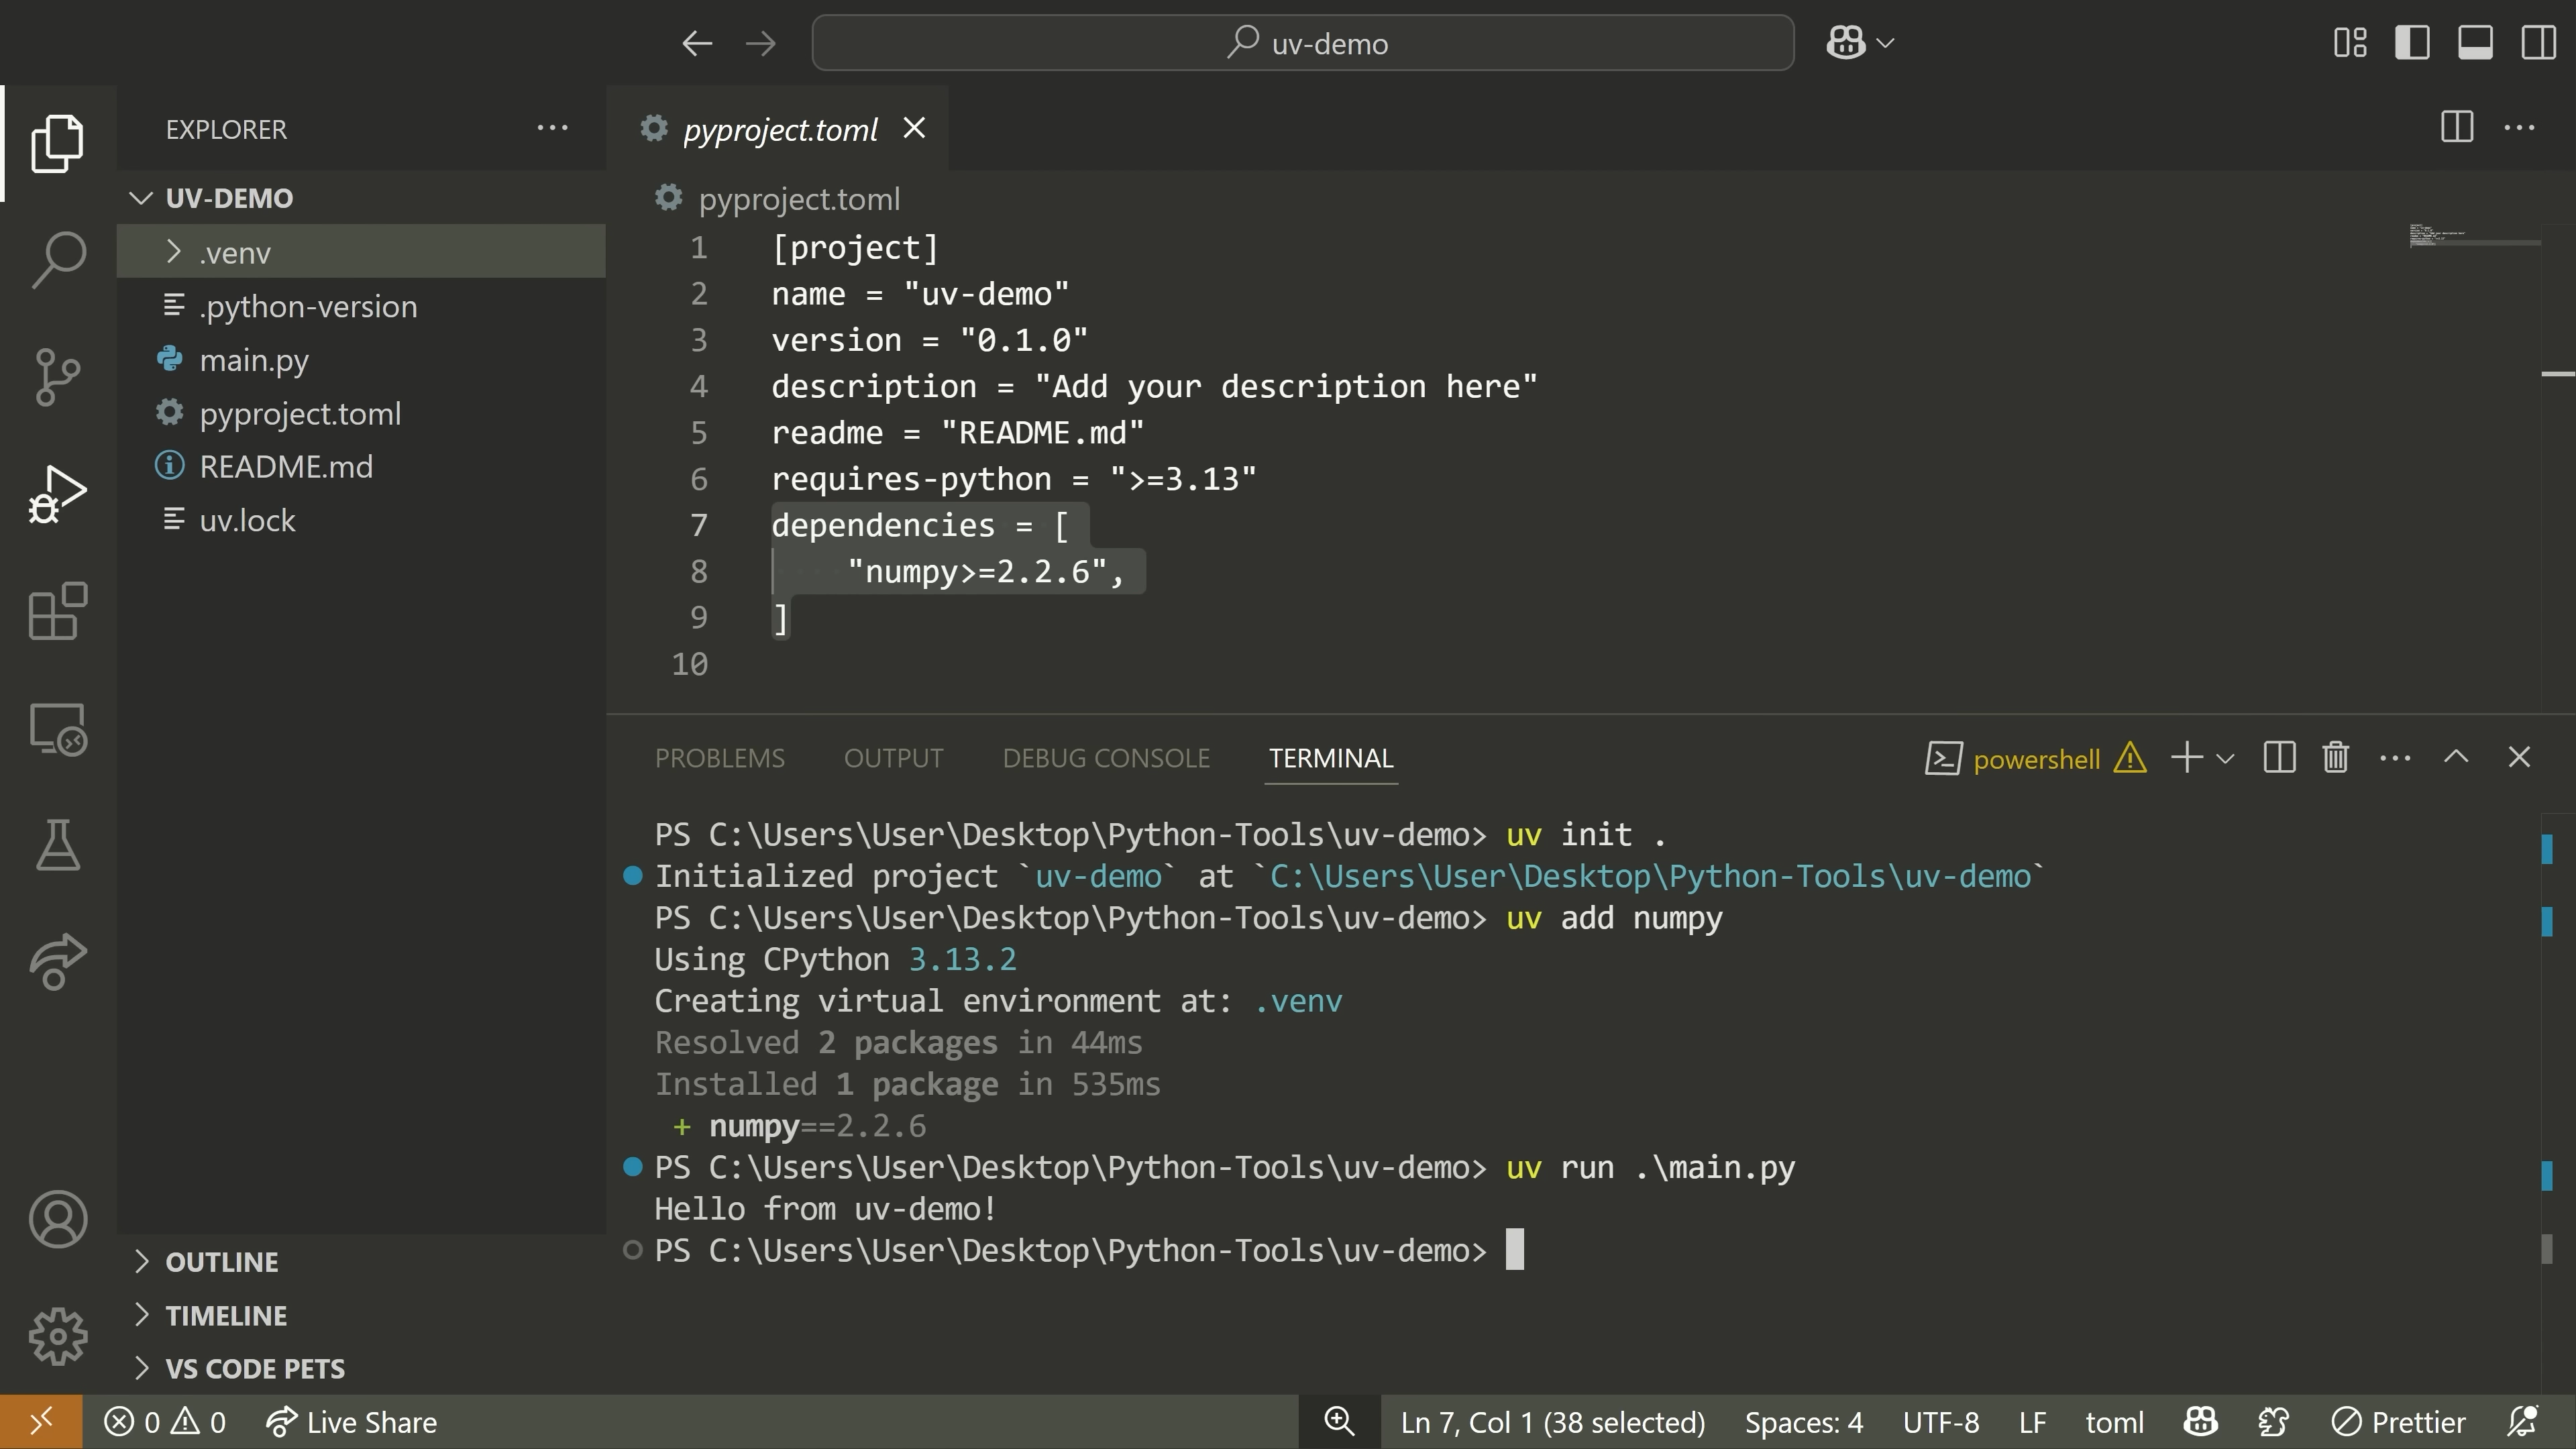 uv-demo
EXPLORER
pyproject.toml
UV-DEMO
pyproject.toml
.venv
.python-version
main.py
pyproject.toml
README.md
uv.lock
1 [project]
2 name = "uv-demo"
3 version = "0.1.0"
4 description = "Add your description here"
5 readme = "README.md"
6 requires-python = ">=3.13"
7 dependencies = [
8 "numpy>=2.2.6",
9 ]
10
PROBLEMS OUTPUT DEBUG CONSOLE TERMINAL powershell
PS C:\Users\User\Desktop\Python-Tools\uv-demo> uv init .
Initialized project `uv-demo` at `C:\Users\User\Desktop\Python-Tools\uv-demo`
PS C:\Users\User\Desktop\Python-Tools\uv-demo> uv add numpy
Using CPython 3.13.2
Creating virtual environment at: .venv
Resolved 2 packages in 44ms
Installed 1 package in 535ms
+ numpy==2.2.6
PS C:\Users\User\Desktop\Python-Tools\uv-demo> uv run .\main.py
Hello from uv-demo!
PS C:\Users\User\Desktop\Python-Tools\uv-demo>
OUTLINE
TIMELINE
VS CODE PETS
0 0 Live Share Ln 7, Col 1 (38 selected) Spaces: 4 UTF-8 LF toml Prettier